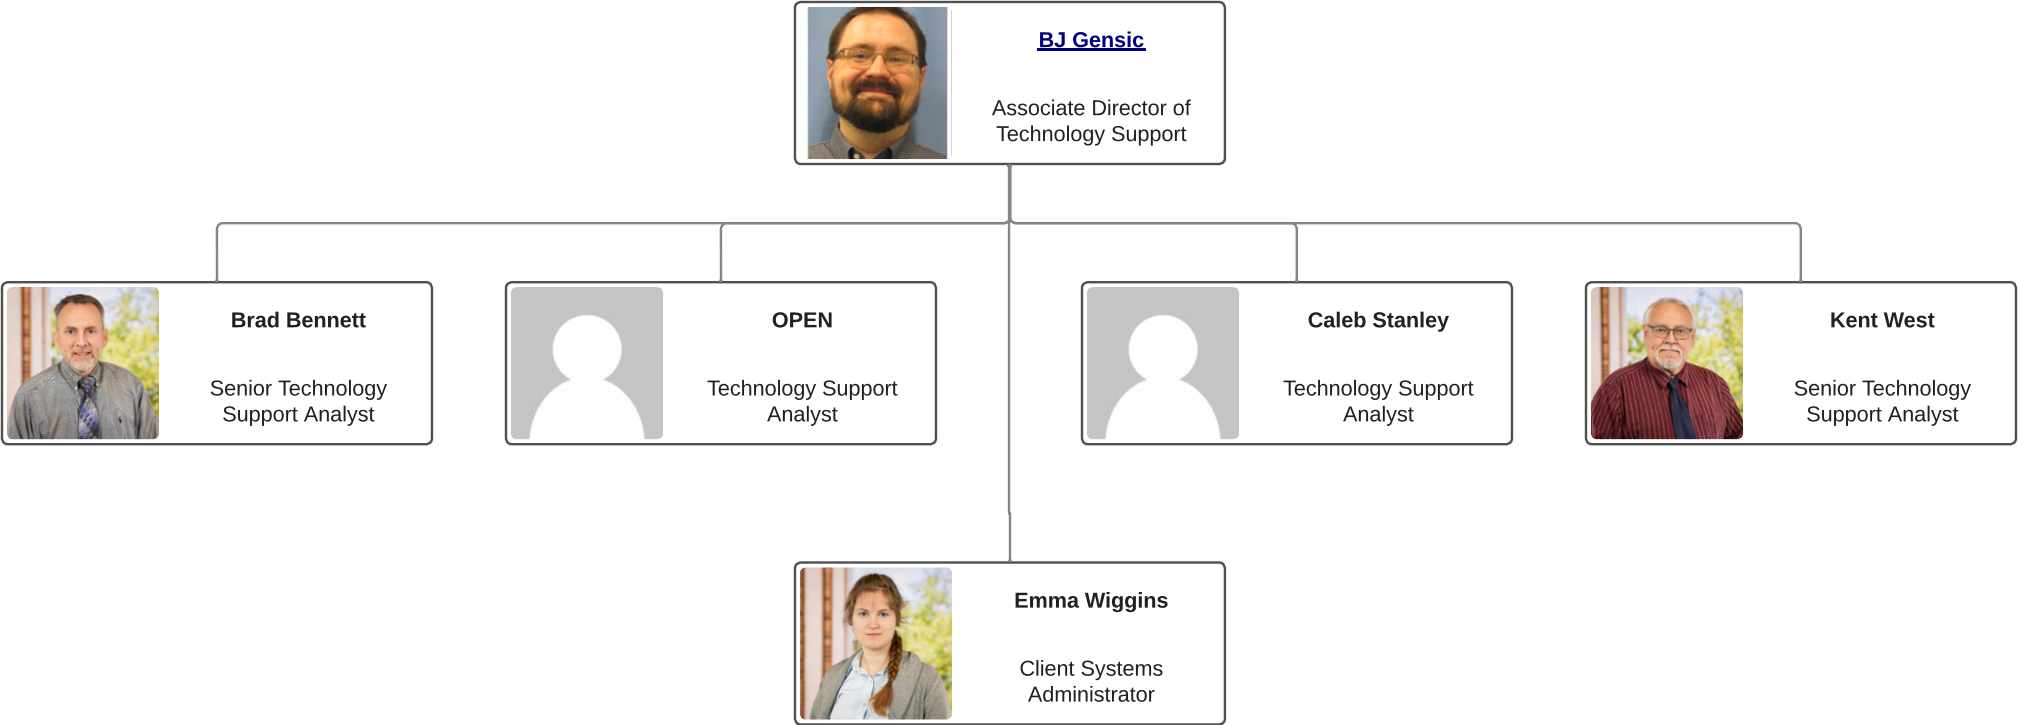 BJ Gensic
Associate Director of
Technology Support
Brad Bennett
Senior Technology
Support Analyst
OPEN
Technology Support
Analyst
Caleb Stanley
Technology Support
Analyst
Kent West
Senior Technology
Support Analyst
Emma Wiggins
Client Systems
Administrator